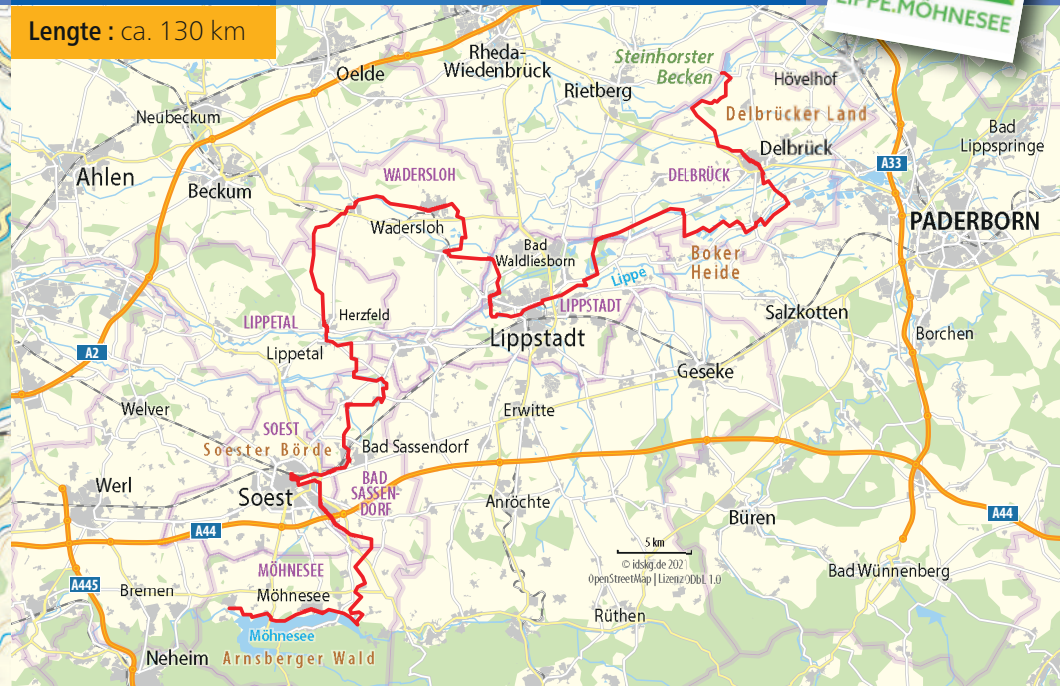 Lengte : ca. 130 km
LIPPE.MÖHNESEE
Rheda-
Wiedenbrück
Oelde
Steinhorster
Becken
Hövelhof
Rietberg
Neubeckum
Delbrücker Land
Bad
Lippspringe
Delbrück
A33
Ahlen
Beckum
WADERSLOH
DELBRÜCK
PADERBORN
Wadersloh
Bad
Waldliesborn
Boker
Heide
Lippe
LIPPSTADT
Herzfeld
LIPPETAL
Salzkotten
Lippstadt
Borchen
A2
Lippetal
Geseke
Welver
Erwitte
SOEST
Soester Börde
Bad Sassendorf
BAD
SASSEN-
DORF
Werl
Soest
Anröchte
Büren
A44
A44
5 km
© idskg.de 202
OpenStreetMap | Lizenz ODbL 1.0
MÖHNESEE
Bad Wünnenberg
A445
Bremen
Möhnesee
Rüthen
Möhnesee
Neheim
Arnsberger Wald